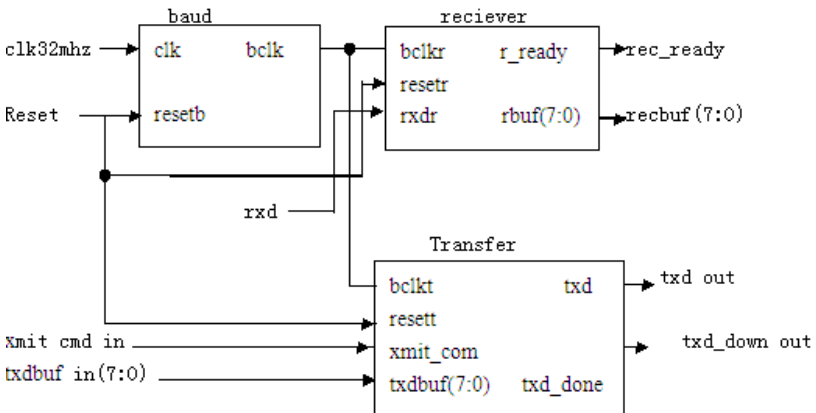 baud
reciever
clk32mhz
clk
bclk
bclkr
r_ready
rec_ready
resetr
Reset
resetb
rxdr
rbuf(7:0)
recbuf(7:0)
rxd
Transfer
bclkt
txd
txd out
resett
xmit cmd in
xmit_com
txd_down out
txdbuf in(7:0)
txdbuf(7:0)
txd_done